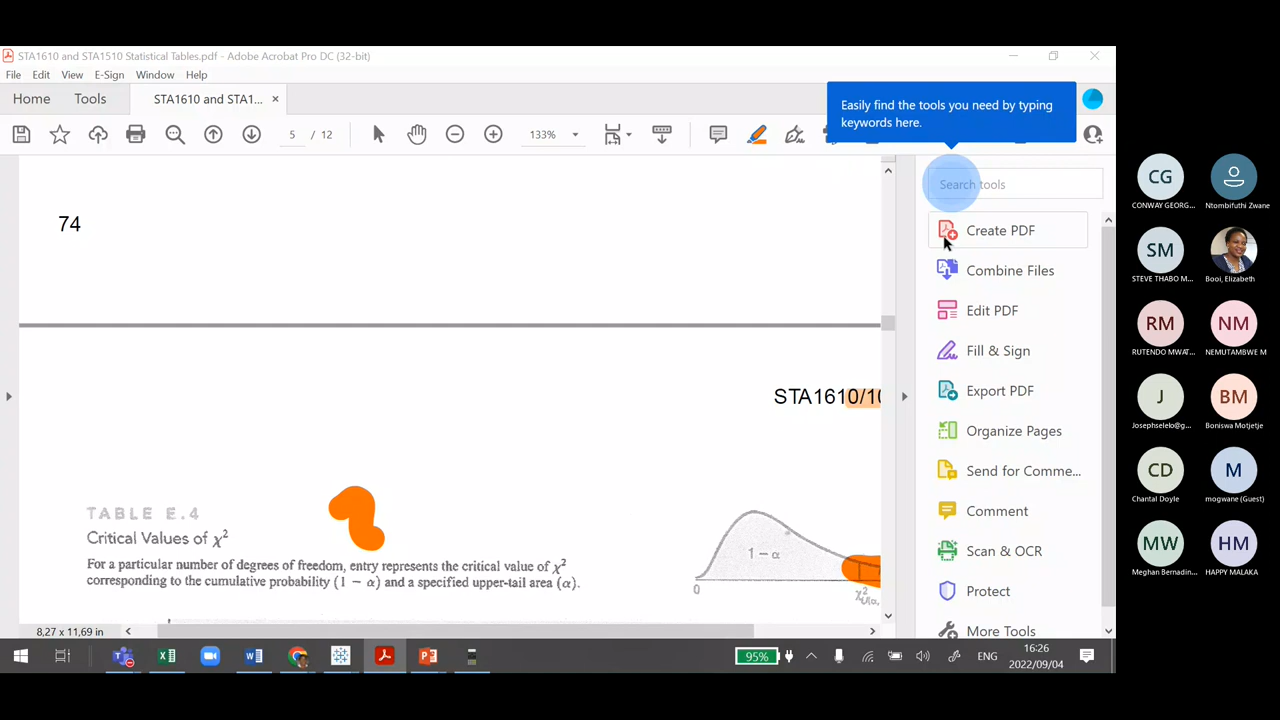 STA1610 and STA1510 Statistical Tables.pdf - Adobe Acrobat Pro DC (32-bit)
File Edit View E-Sign Window Help
Home Tools STA1610 and STA1... ×
Easily find the tools you need by typing
keywords here.
5 / 12 133%
Search tools
74
Create PDF
Combine Files
Edit PDF
Fill & Sign
Export PDF
Organize Pages
Send for Comme...
Comment
Scan & OCR
Protect
More Tools
STA1610/10
TABLE E.4
Critical Values of χ²
For a particular number of degrees of freedom, entry represents the critical value of χ²
corresponding to the cumulative probability (1 − α) and a specified upper-tail area (α).
1 − α
0
8,27 x 11,69 in
95%
ENG
16:26
2022/09/04
CG
CONWAY GEORG...
Ntombifuthi Zwane
SM
STEVE THABO M...
Booi, Elizabeth
RM
RUTENDO MWAT...
NM
NEMUTAMBWE M
J
Josephselelo@g...
BM
Boniswa Motjetje
CD
Chantal Doyle
M
mogwane (Guest)
MW
Meghan Bernadin...
HM
HAPPY MALAKA